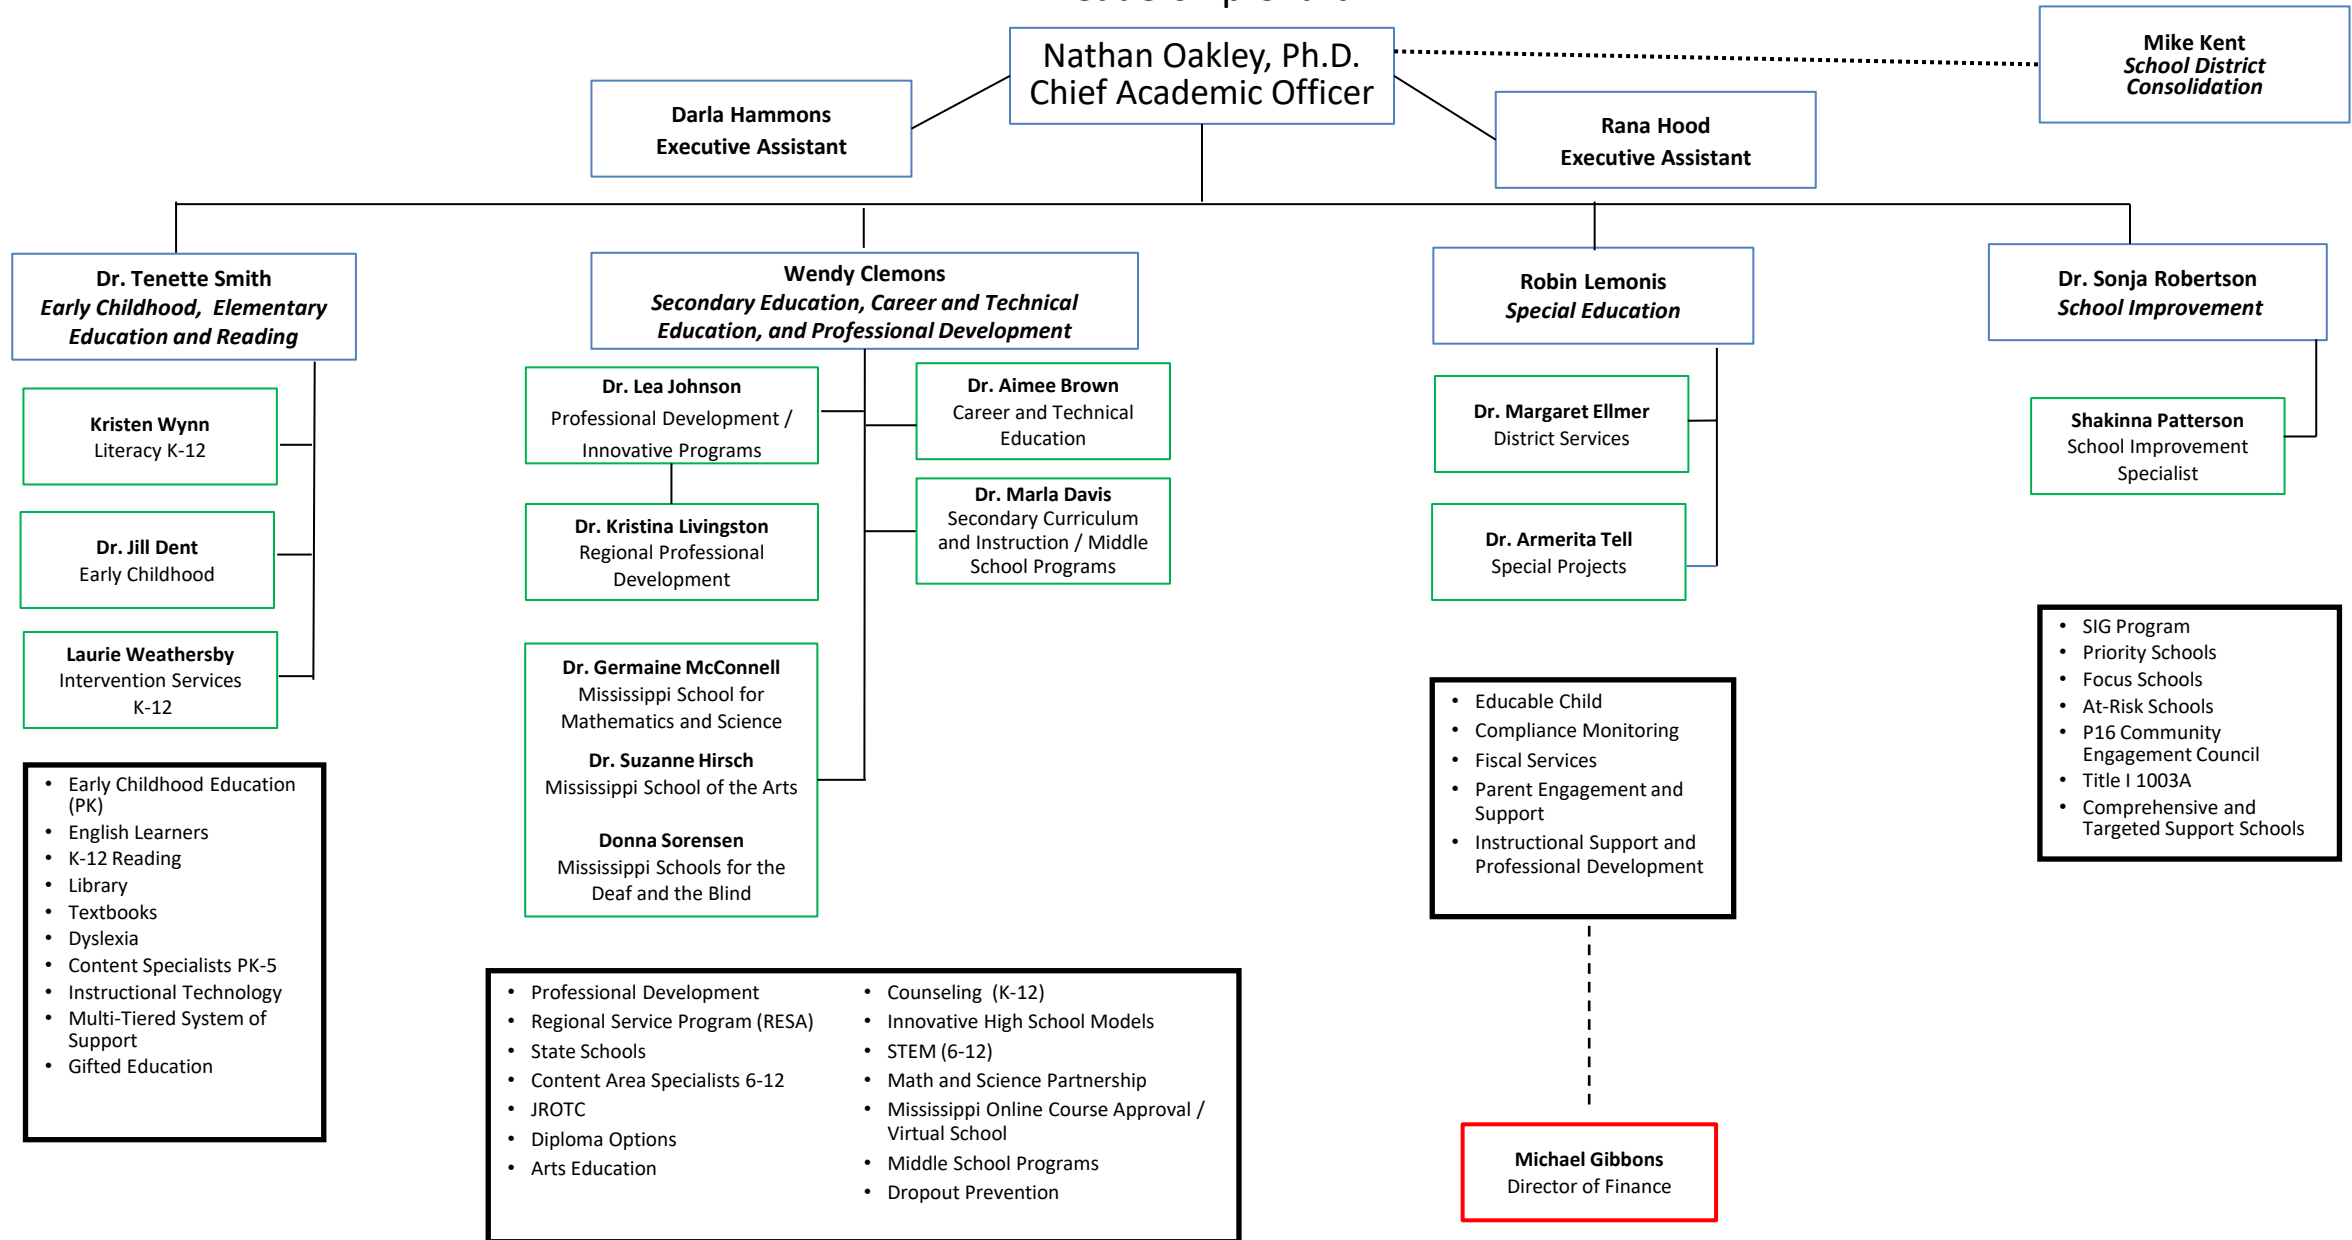 Nathan Oakley, Ph.D.
Chief Academic Officer
Mike Kent
School District
Consolidation
Darla Hammons
Executive Assistant
Rana Hood
Executive Assistant
Dr. Tenette Smith
Early Childhood, Elementary
Education and Reading
Kristen Wynn
Literacy K-12
Dr. Jill Dent
Early Childhood
Laurie Weathersby
Intervention Services
K-12
• Early Childhood Education
(PK)
• English Learners
• K-12 Reading
• Library
• Textbooks
• Dyslexia
• Content Specialists PK-5
• Instructional Technology
• Multi-Tiered System of
Support
• Gifted Education
Wendy Clemons
Secondary Education, Career and Technical
Education, and Professional Development
Dr. Lea Johnson
Professional Development /
Innovative Programs
Dr. Kristina Livingston
Regional Professional
Development
Dr. Aimee Brown
Career and Technical
Education
Dr. Marla Davis
Secondary Curriculum
and Instruction / Middle
School Programs
Dr. Germaine McConnell
Mississippi School for
Mathematics and Science
Dr. Suzanne Hirsch
Mississippi School of the Arts
Donna Sorensen
Mississippi Schools for the
Deaf and the Blind
• Professional Development
• Regional Service Program (RESA)
• State Schools
• Content Area Specialists 6-12
• JROTC
• Diploma Options
• Arts Education
• Counseling (K-12)
• Innovative High School Models
• STEM (6-12)
• Math and Science Partnership
• Mississippi Online Course Approval /
Virtual School
• Middle School Programs
• Dropout Prevention
Robin Lemonis
Special Education
Dr. Margaret Ellmer
District Services
Dr. Armerita Tell
Special Projects
• Educable Child
• Compliance Monitoring
• Fiscal Services
• Parent Engagement and
Support
• Instructional Support and
Professional Development
Michael Gibbons
Director of Finance
Dr. Sonja Robertson
School Improvement
Shakinna Patterson
School Improvement
Specialist
• SIG Program
• Priority Schools
• Focus Schools
• At-Risk Schools
• P16 Community
Engagement Council
• Title I 1003A
• Comprehensive and
Targeted Support Schools